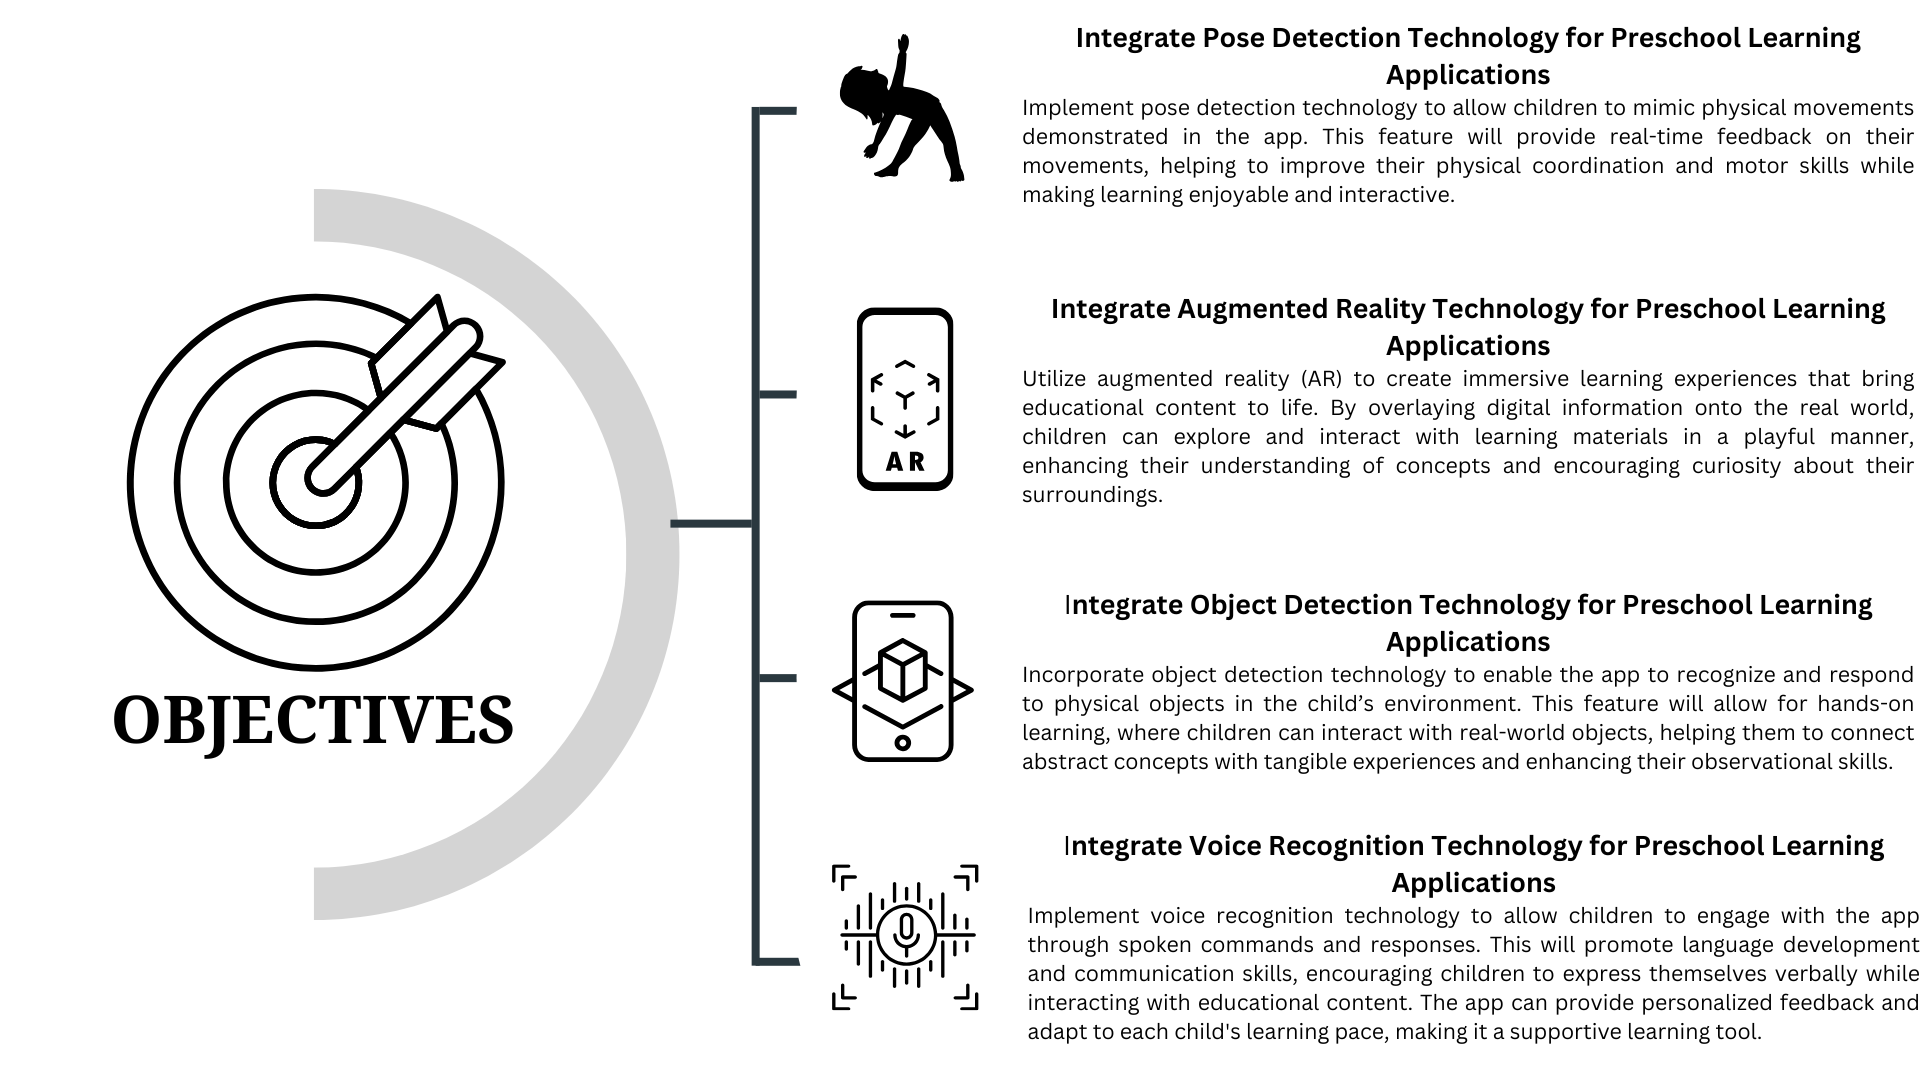 OBJECTIVES
Integrate Pose Detection Technology for Preschool Learning
Applications
Implement pose detection technology to allow children to mimic physical movements
demonstrated in the app. This feature will provide real-time feedback on their
movements, helping to improve their physical coordination and motor skills while
making learning enjoyable and interactive.
AR
Integrate Augmented Reality Technology for Preschool Learning
Applications
Utilize augmented reality (AR) to create immersive learning experiences that bring
educational content to life. By overlaying digital information onto the real world,
children can explore and interact with learning materials in a playful manner,
enhancing their understanding of concepts and encouraging curiosity about their
surroundings.
Integrate Object Detection Technology for Preschool Learning
Applications
Incorporate object detection technology to enable the app to recognize and respond
to physical objects in the child’s environment. This feature will allow for hands-on
learning, where children can interact with real-world objects, helping them to connect
abstract concepts with tangible experiences and enhancing their observational skills.
Integrate Voice Recognition Technology for Preschool Learning
Applications
Implement voice recognition technology to allow children to engage with the app
through spoken commands and responses. This will promote language development
and communication skills, encouraging children to express themselves verbally while
interacting with educational content. The app can provide personalized feedback and
adapt to each child's learning pace, making it a supportive learning tool.